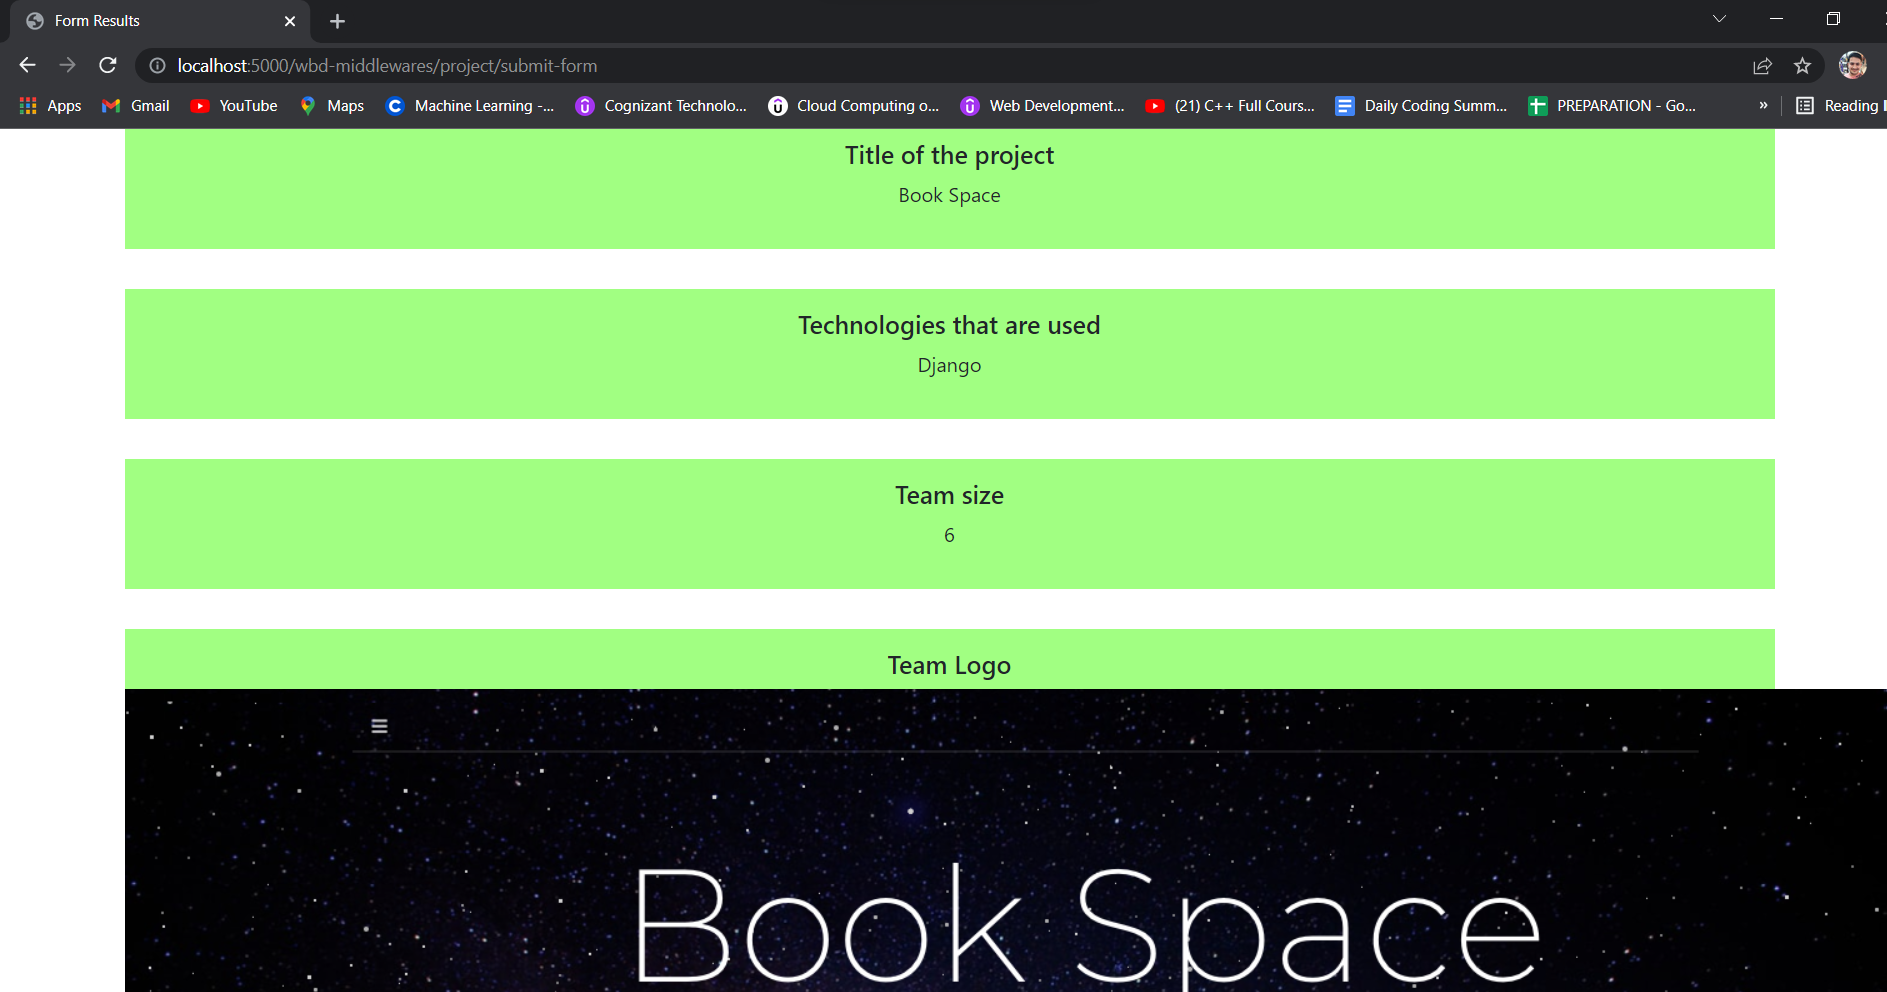 Form Results
localhost:5000/wbd-middlewares/project/submit-form
Apps Gmail YouTube Maps Machine Learning -... Cognizant Technolo... Cloud Computing o... Web Development... (21) C++ Full Cours... Daily Coding Summ... PREPARATION - Go... » Reading
Title of the project
Book Space
Technologies that are used
Django
Team size
6
Team Logo
Book Space